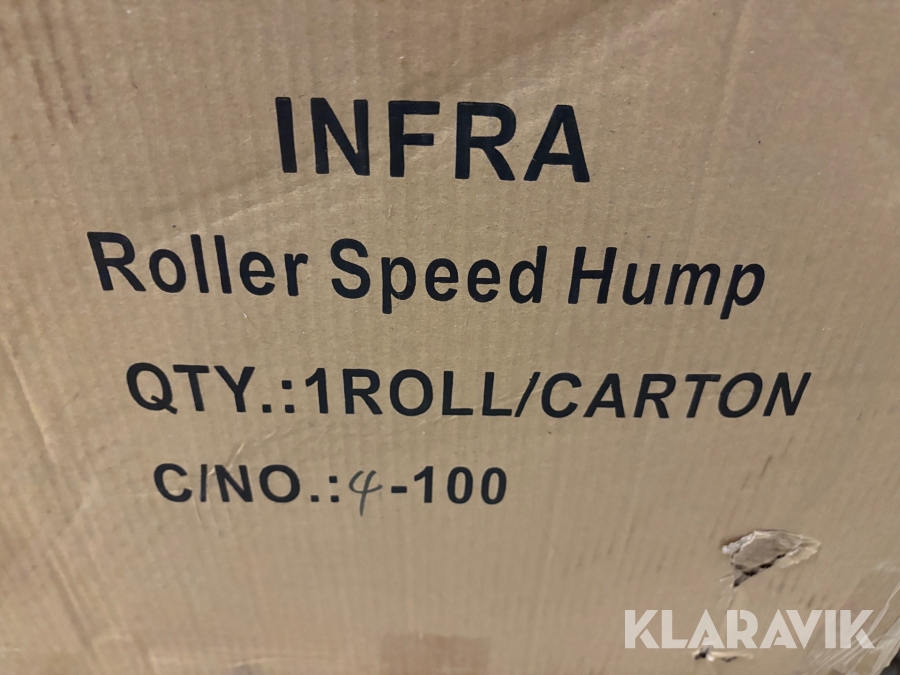 INFRA
Roller Speed Hump
QTY.:1ROLL/CARTON
C/NO.:4-100
KLARAVIK